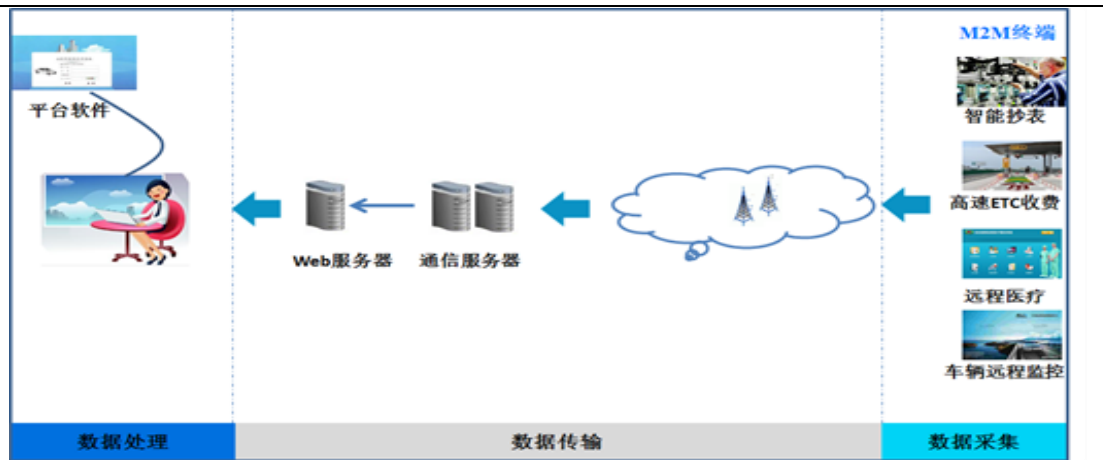 M2M终端
平台软件
智能抄表
高速ETC收费
Web服务器
通信服务器
远程医疗
车辆远程监控
数据处理
数据传输
数据采集